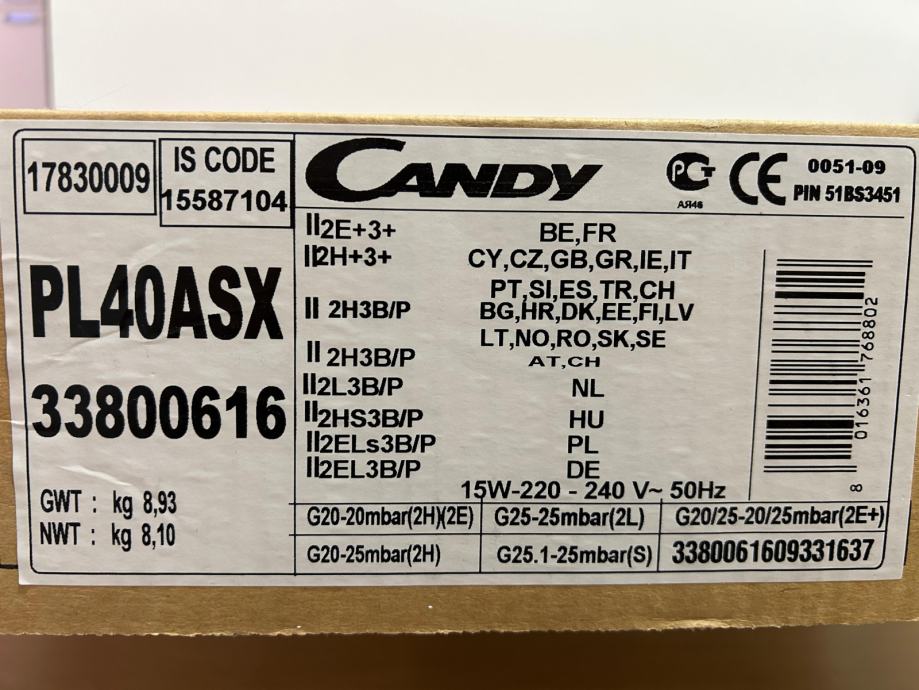 17830009
IS CODE
15587104
CANDY
PCT
АЯ46
CE
0051-09
PIN 51BS3451
PL40ASX
33800616
GWT : kg 8,93
NWT : kg 8,10
II2E+3+ BE,FR
II2H+3+ CY,CZ,GB,GR,IE,IT
PT,SI,ES,TR,CH
II 2H3B/P BG,HR,DK,EE,FI,LV
LT,NO,RO,SK,SE
II 2H3B/P AT,CH
II2L3B/P NL
II2HS3B/P HU
II2ELs3B/P PL
II2EL3B/P DE
15W-220 - 240 V~ 50Hz
G20-20mbar(2H)(2E) G25-25mbar(2L) G20/25-20/25mbar(2E+)
G20-25mbar(2H) G25.1-25mbar(S) 3380061609331637
8 016361 768802